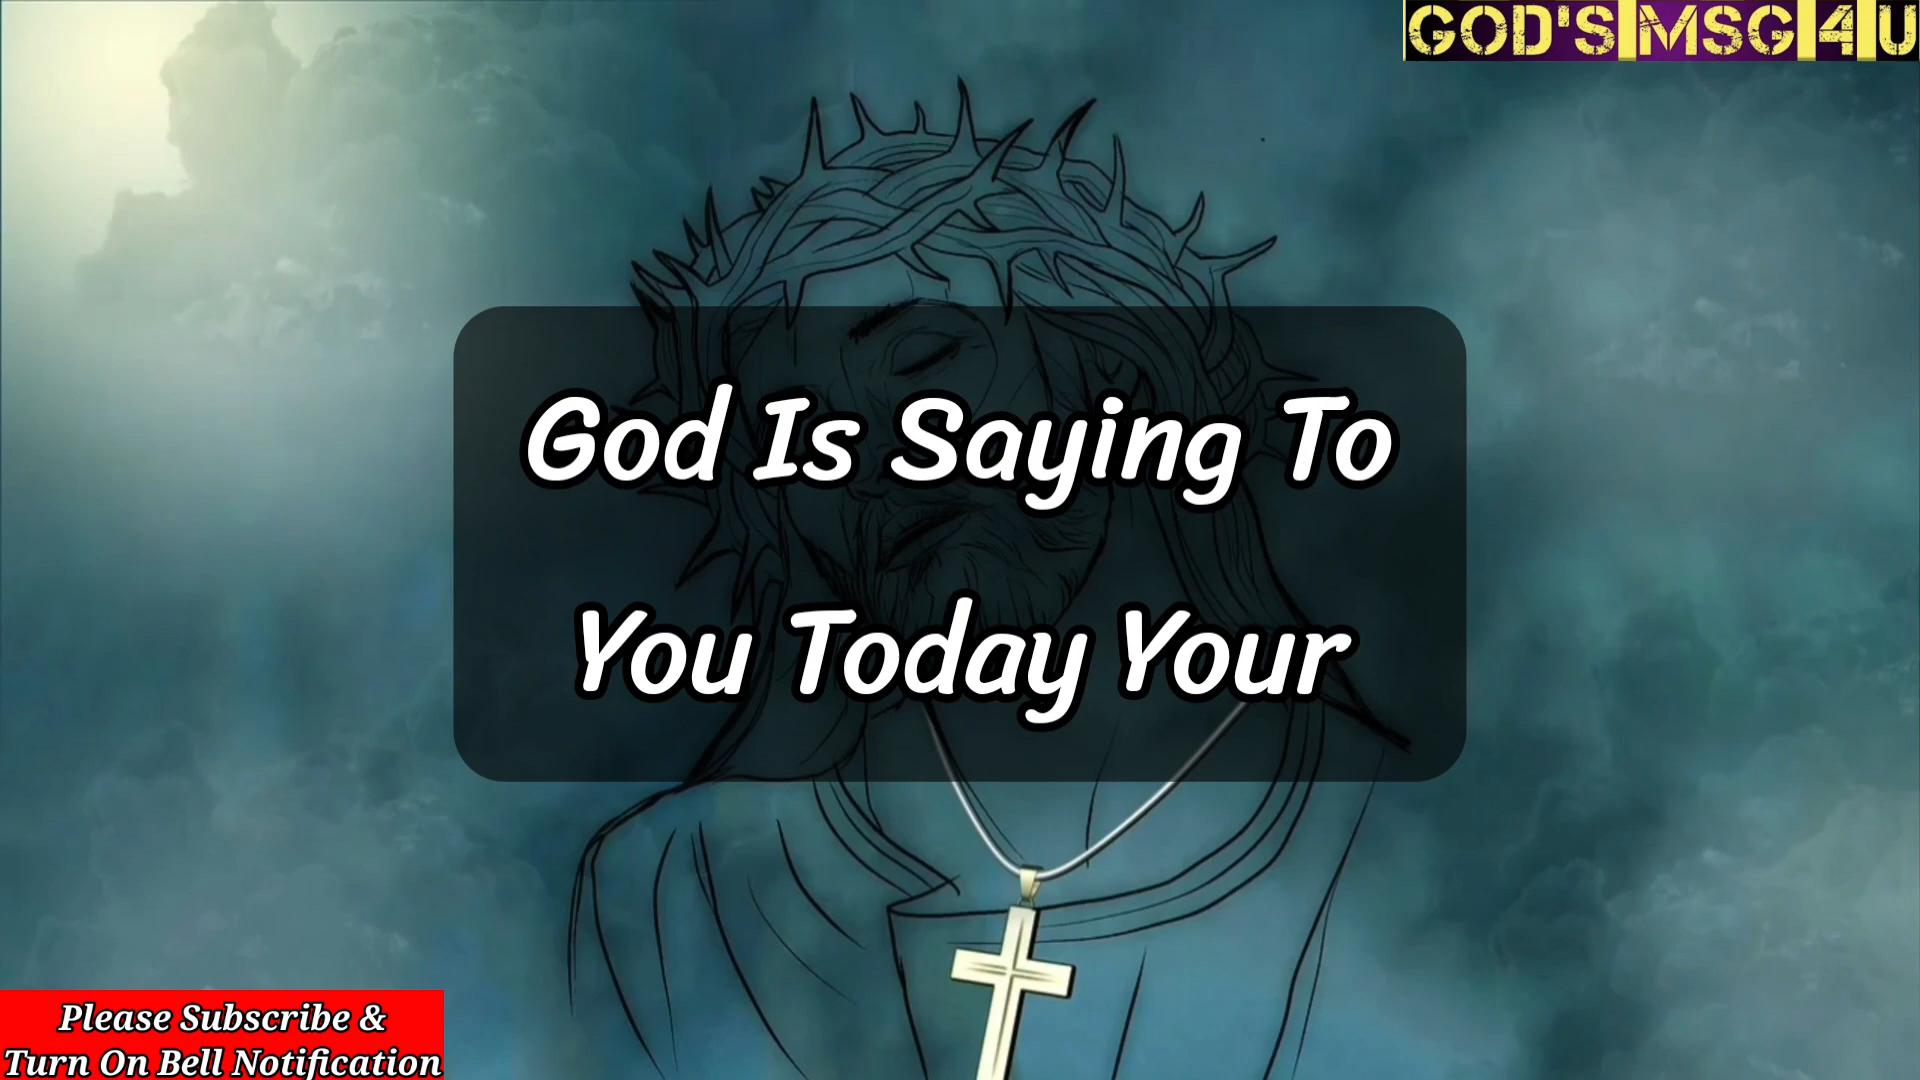 GOD'S MSG 4 U
God Is Saying To
You Today Your
Please Subscribe &
Turn On Bell Notification